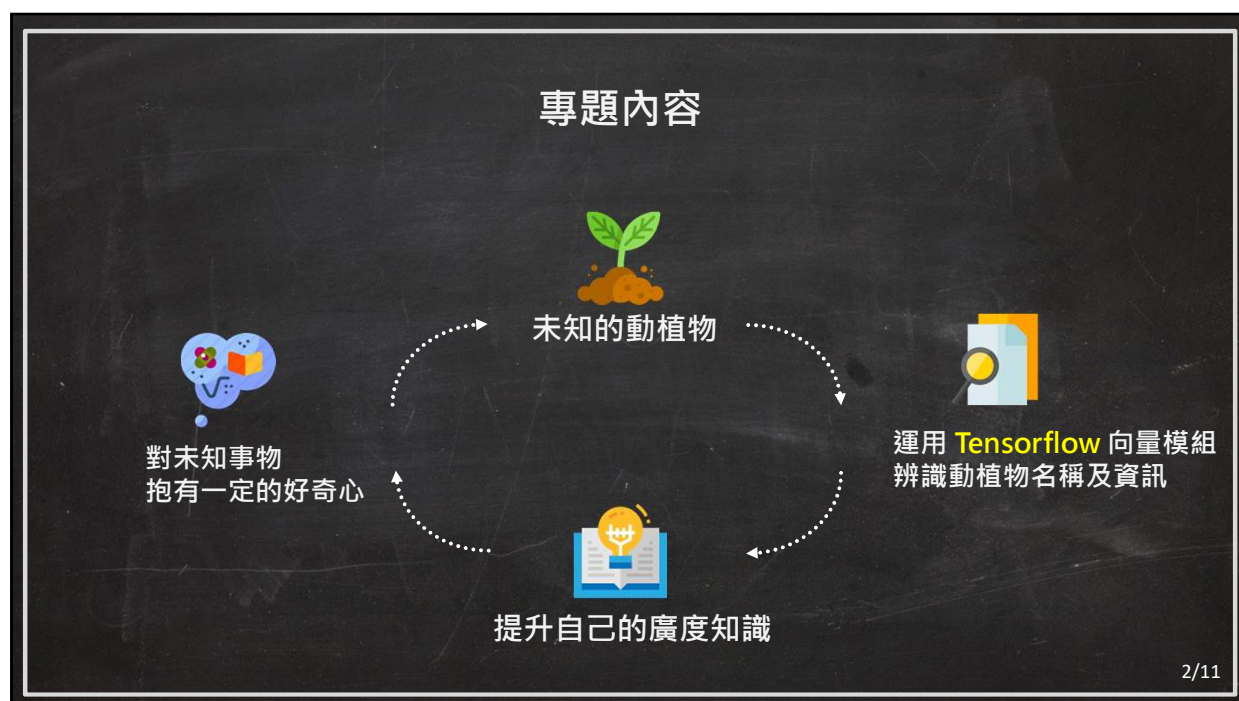 專題內容
未知的動植物
對未知事物
抱有一定的好奇心
運用 Tensorflow 向量模組
辨識動植物名稱及資訊
提升自己的廣度知識
2/11